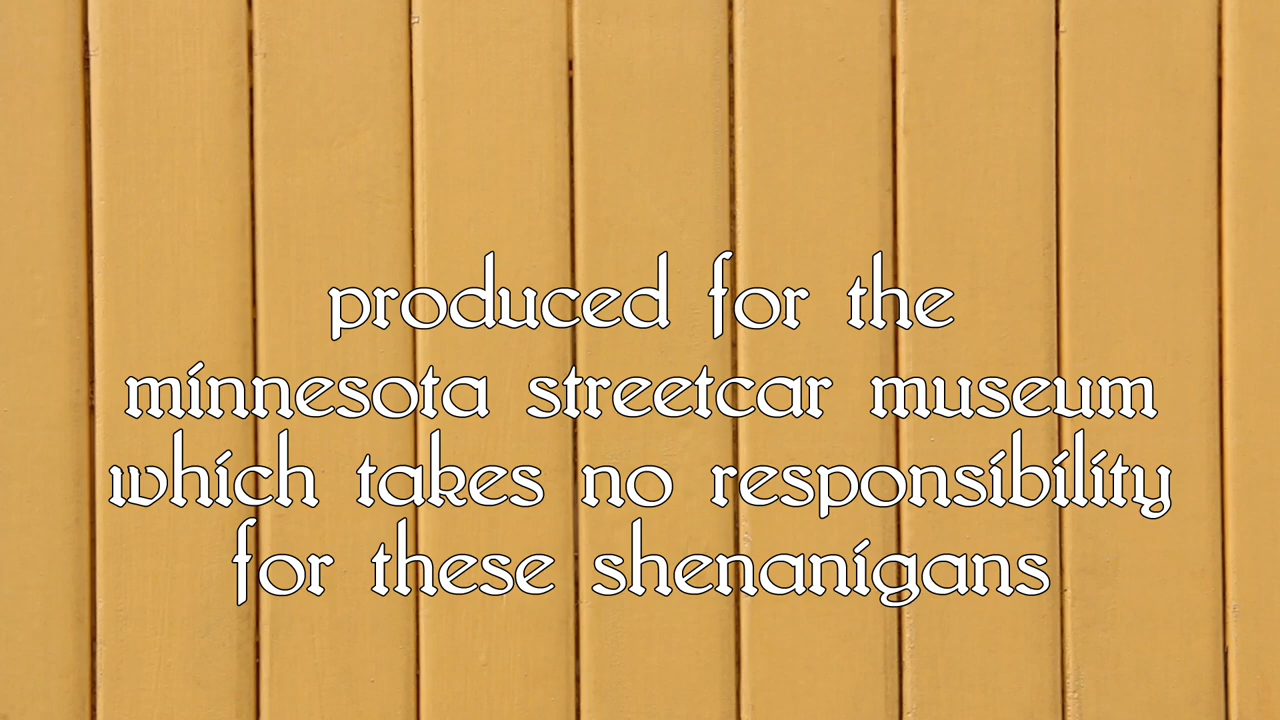 produced for the
minnesota streetcar museum
which takes no responsibility
for these shenanigans